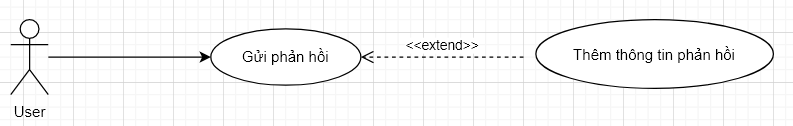 <<extend>>
Gửi phản hồi
Thêm thông tin phản hồi
User